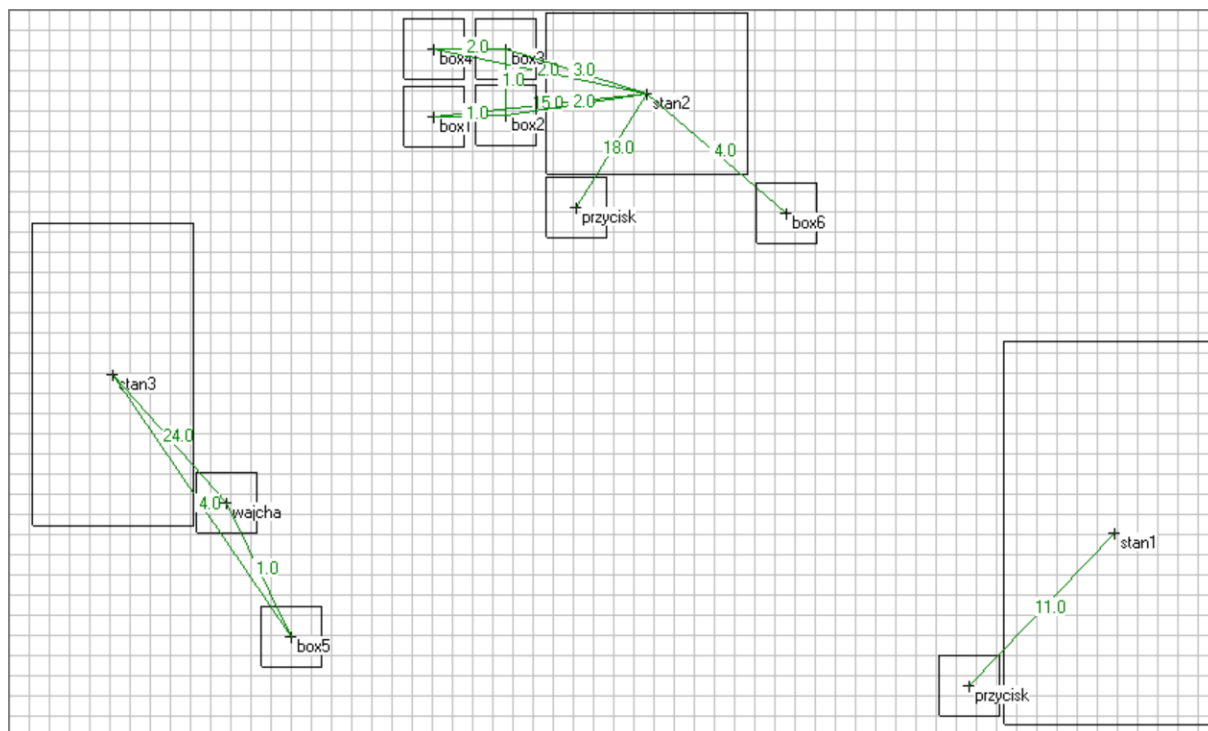 2.0
box4
box3
2.0
3.0
1.0
15.0
2.0
stan2
1.0
box1
box2
18.0
4.0
przycisk
box6
stan3
24.0
4.0
wajcha
stan1
1.0
11.0
box5
przycisk